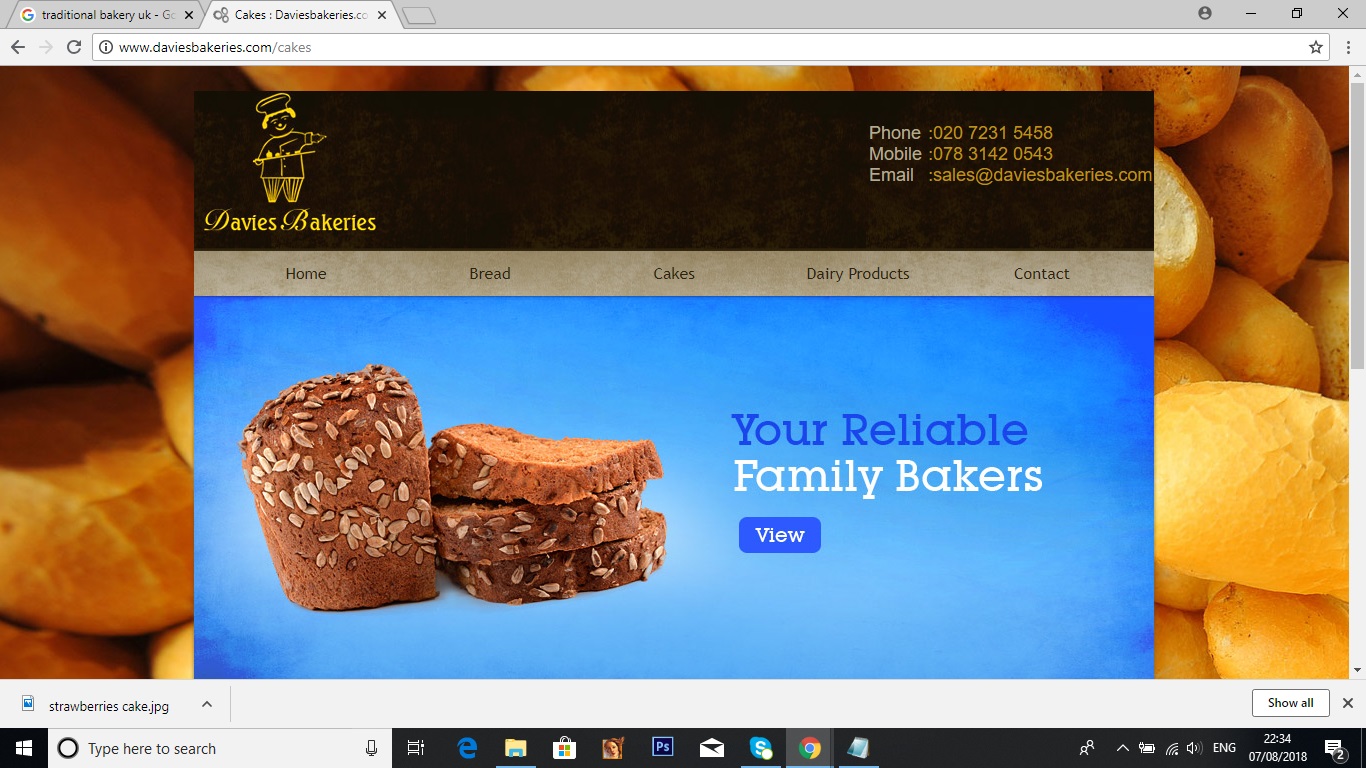 traditional bakery uk - Go
Cakes : Daviesbakeries.co
www.daviesbakeries.com/cakes
Phone :020 7231 5458
Mobile :078 3142 0543
Email :sales@daviesbakeries.com
Davies Bakeries
Home Bread Cakes Dairy Products Contact
Your Reliable
Family Bakers
View
strawberries cake.jpg
Show all
Type here to search
Ps
ENG
22:34
07/08/2018
2